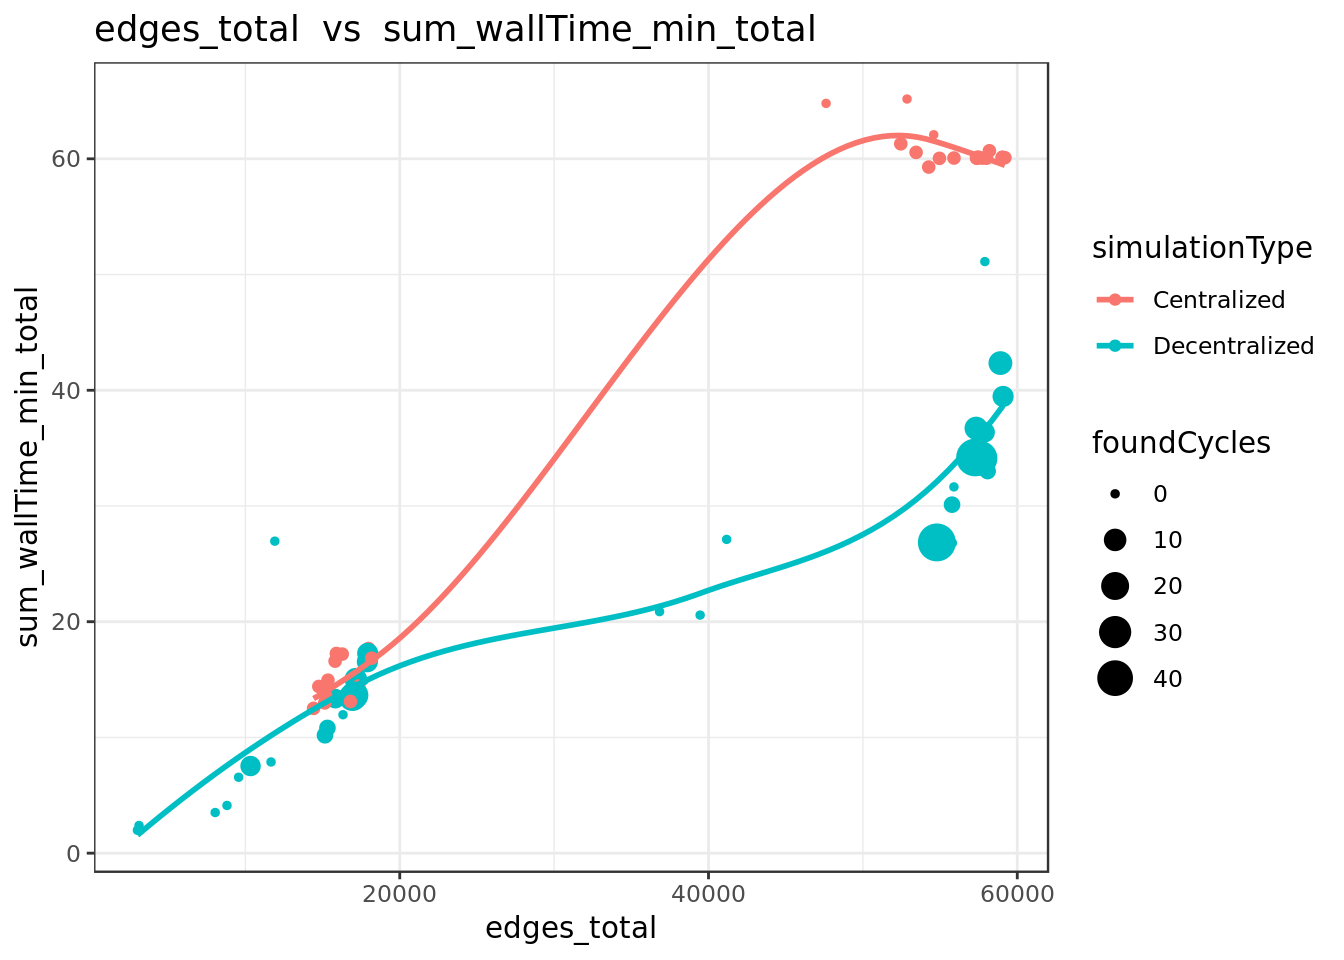 edges_total  vs  sum_wallTime_min_total
sum_wallTime_min_total
60
40
20
0
20000
40000
60000
edges_total
simulationType
Centralized
Decentralized
foundCycles
0
10
20
30
40